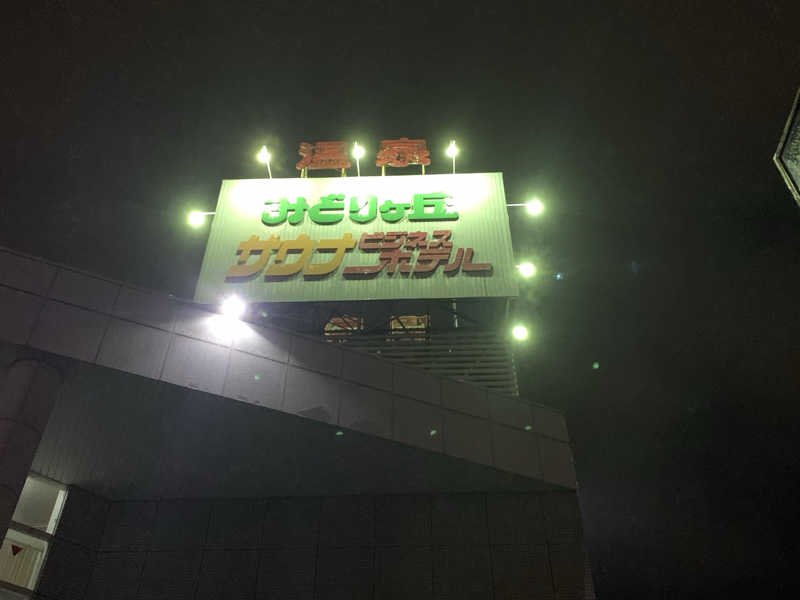 温泉
みどりヶ丘
サウナ
ビジネス
ホテル